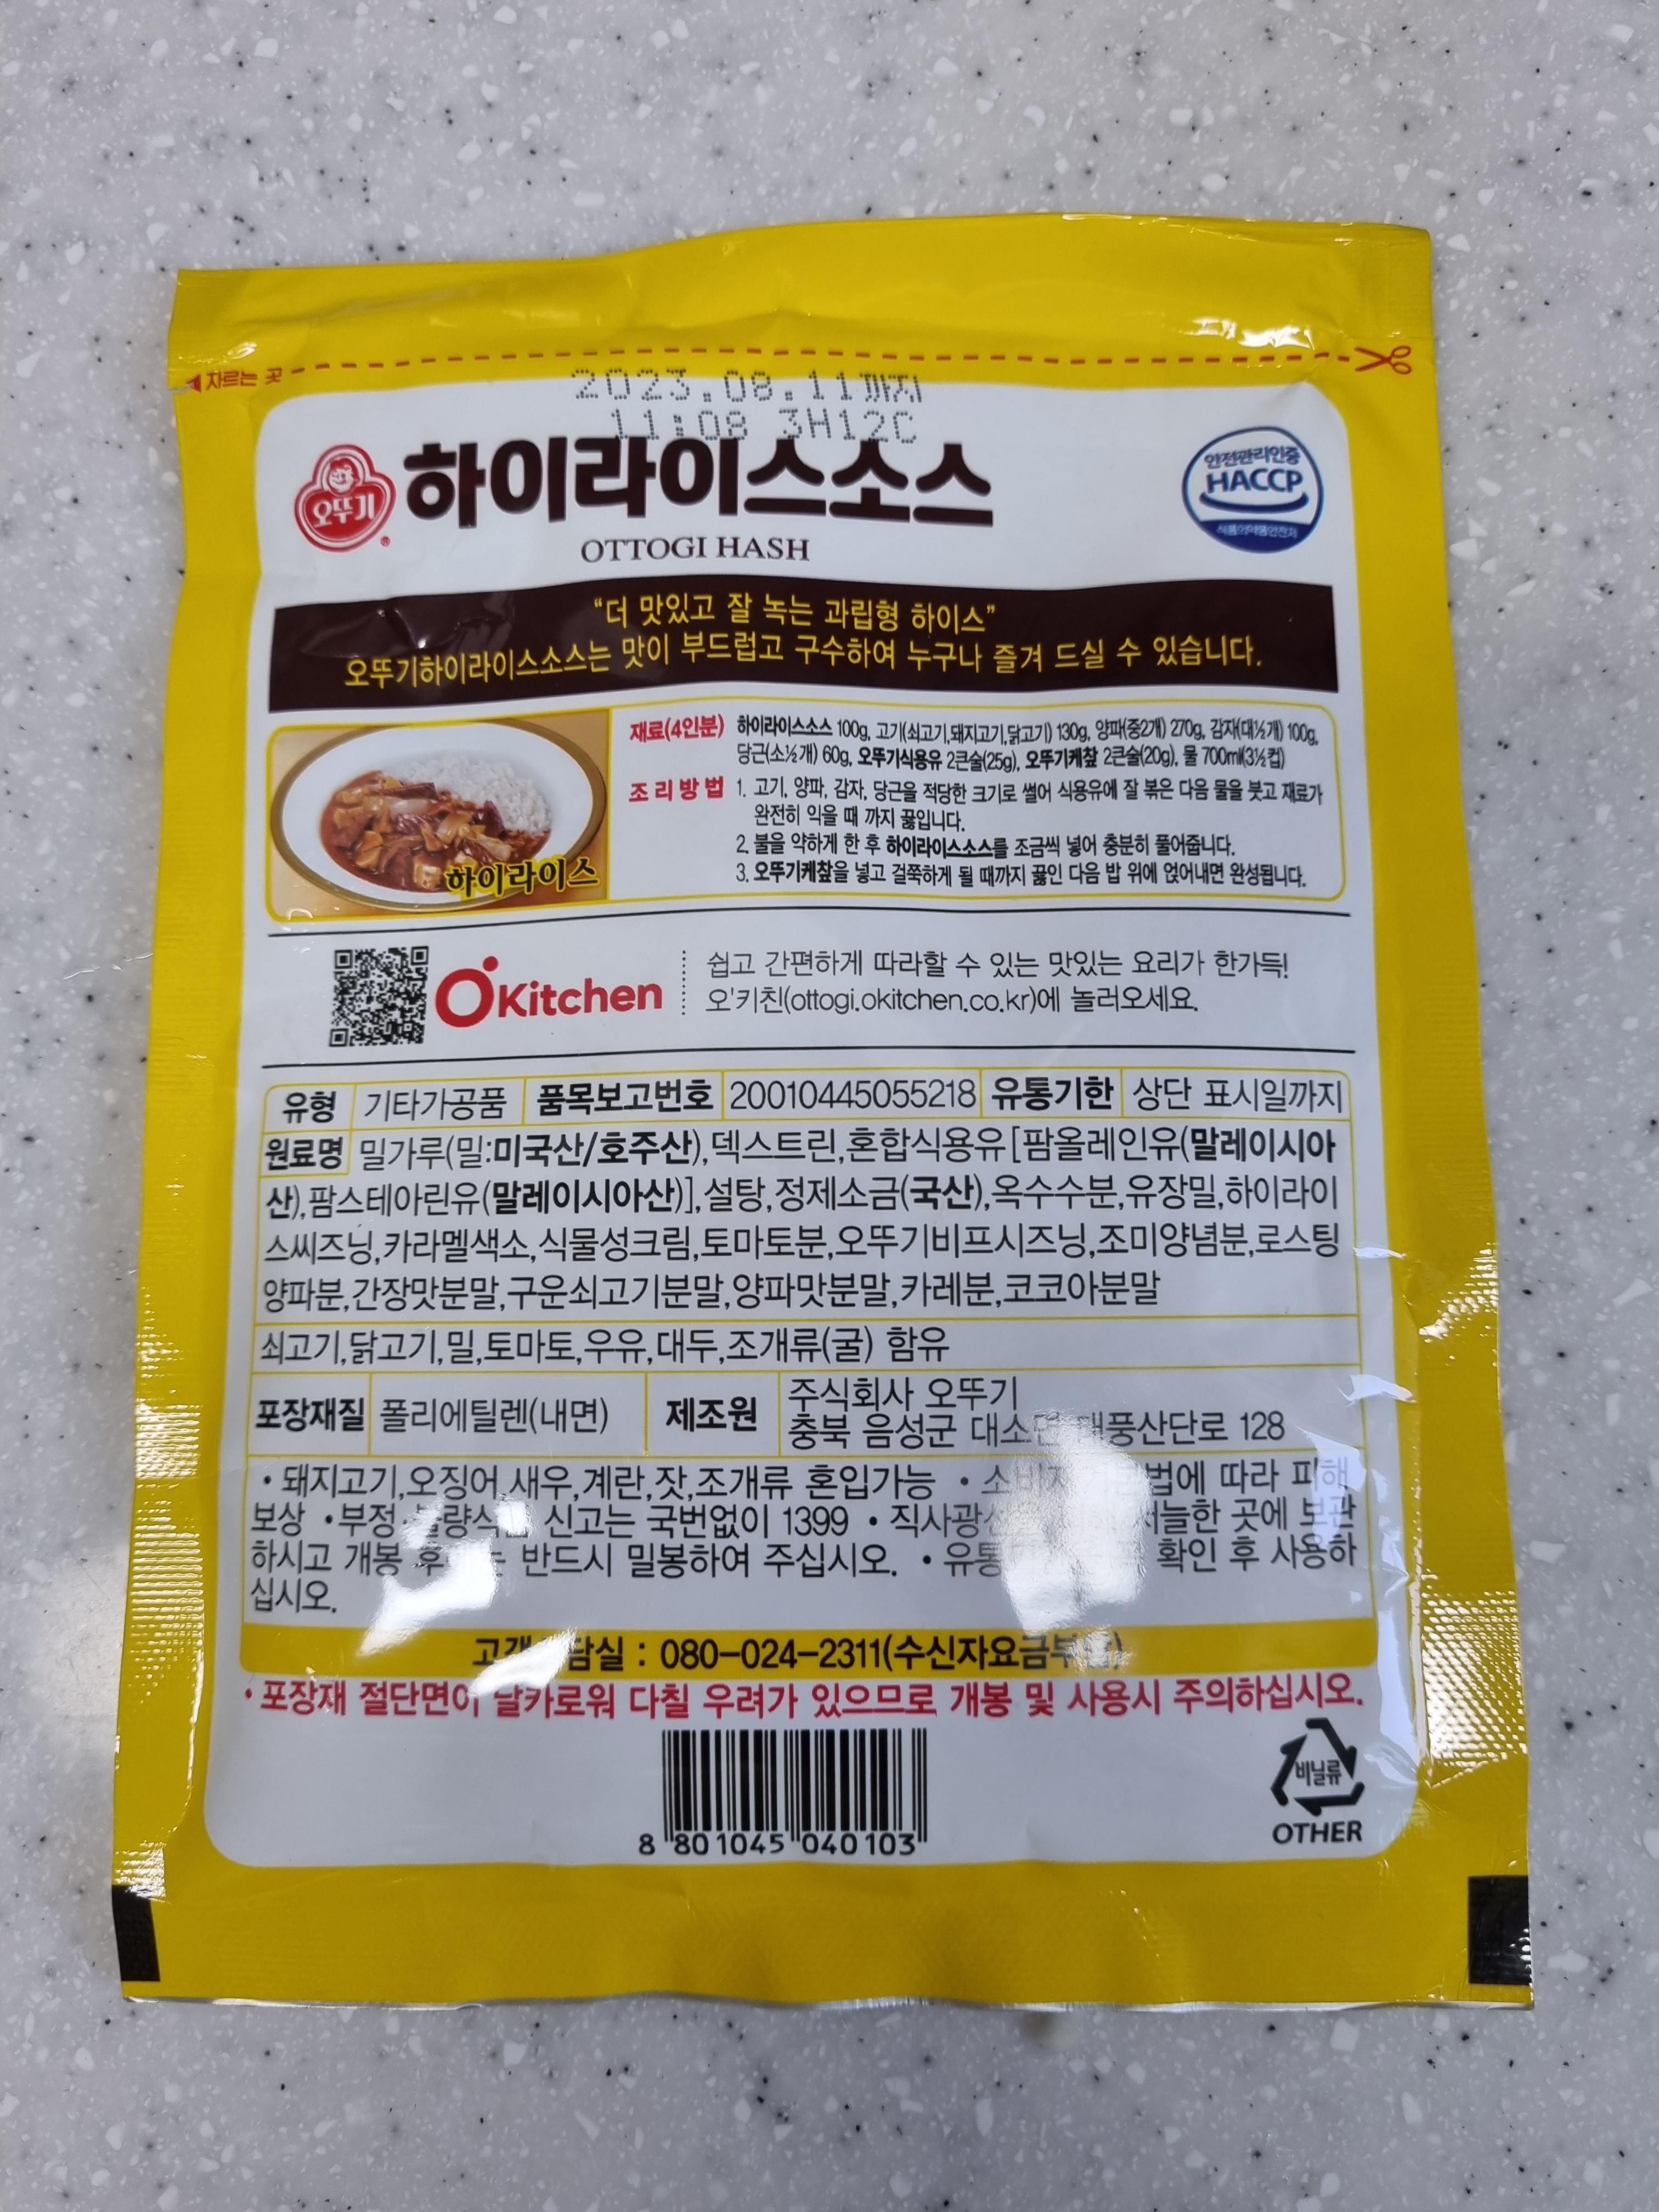 자르는 곳
2023.08.11까지
11:08 3H12C
오뚜기
하이라이스소스
OTTOGI HASH
안전관리인증
HACCP
식품의약품안전처
“더 맛있고 잘 녹는 과립형 하이스”
오뚜기하이라이스소스는 맛이 부드럽고 구수하여 누구나 즐겨 드실 수 있습니다.
재료(4인분) 하이라이스소스 100g, 고기(쇠고기,돼지고기,닭고기) 130g, 양파(중2개) 270g, 감자(대½개) 100g,
당근(소½개) 60g, 오뚜기식용유 2큰술(25g), 오뚜기케챂 2큰술(20g), 물 700ml(3½컵)
조리방법 1. 고기, 양파, 감자, 당근을 적당한 크기로 썰어 식용유에 잘 볶은 다음 물을 붓고 재료가
완전히 익을 때 까지 끓입니다.
2. 불을 약하게 한 후 하이라이스소스를 조금씩 넣어 충분히 풀어줍니다.
3. 오뚜기케챂을 넣고 걸쭉하게 될 때까지 끓인 다음 밥 위에 얹어내면 완성됩니다.
하이라이스
O'Kitchen
쉽고 간편하게 따라할 수 있는 맛있는 요리가 한가득!
오'키친(ottogi.okitchen.co.kr)에 놀러오세요.
유형 기타가공품 품목보고번호 20010445055218 유통기한 상단 표시일까지
원료명 밀가루(밀:미국산/호주산),덱스트린,혼합식용유[팜올레인유(말레이시아
산),팜스테아린유(말레이시아산)],설탕,정제소금(국산),옥수수분,유장밀,하이라이
스씨즈닝,카라멜색소,식물성크림,토마토분,오뚜기비프시즈닝,조미양념분,로스팅
양파분,간장맛분말,구운쇠고기분말,양파맛분말,카레분,코코아분말
쇠고기,닭고기,밀,토마토,우유,대두,조개류(굴) 함유
포장재질 폴리에틸렌(내면) 제조원 주식회사 오뚜기
충북 음성군 대소면 대풍산단로 128
• 돼지고기,오징어,새우,계란,잣,조개류 혼입가능 • 따라 피해
보상 • 부정 신고는 국번없이 1399 • 서늘한 곳에 보관
하시고 개봉 후 반드시 밀봉하여 주십시오. • 확인 후 사용하
십시오.
고객상담실 : 080-024-2311(수신자요금부담)
• 포장재 절단면이 날카로워 다칠 우려가 있으므로 개봉 및 사용시 주의하십시오.
8 801045 040103
비닐류
OTHER